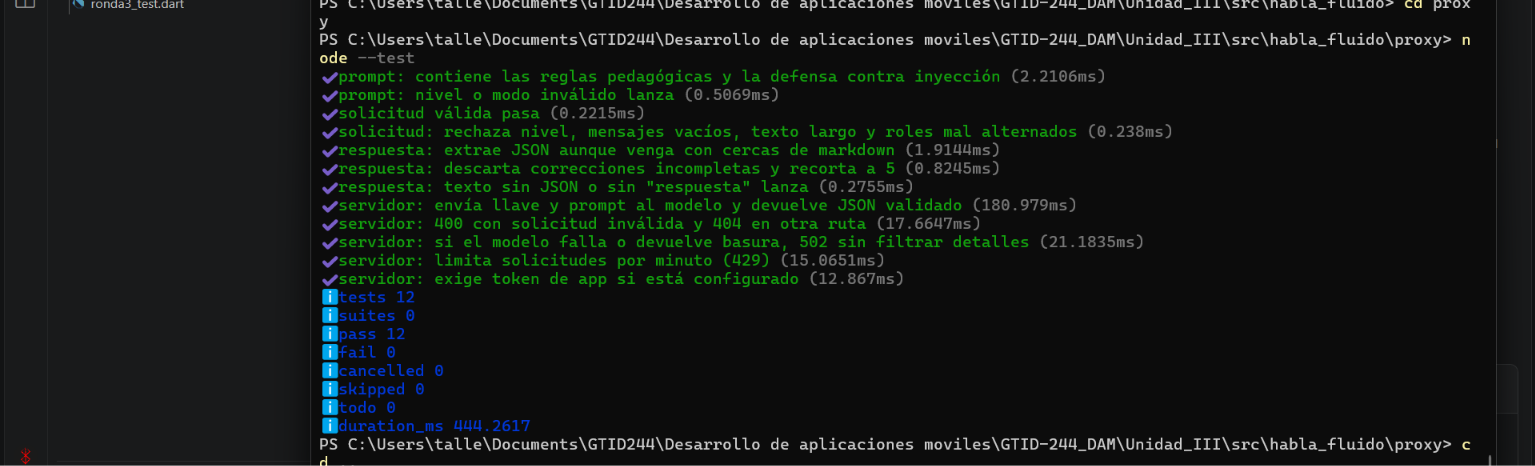 ronda3_test.dart
PS C:\Users\talle\Documents\GTID244\Desarrollo de aplicaciones moviles\GTID-244_DAM\Unidad_III\src\habla_fluido> cd prox
y
PS C:\Users\talle\Documents\GTID244\Desarrollo de aplicaciones moviles\GTID-244_DAM\Unidad_III\src\habla_fluido\proxy> n
ode --test
✔prompt: contiene las reglas pedagógicas y la defensa contra inyección (2.2106ms)
✔prompt: nivel o modo inválido lanza (0.5069ms)
✔solicitud válida pasa (0.2215ms)
✔solicitud: rechaza nivel, mensajes vacíos, texto largo y roles mal alternados (0.238ms)
✔respuesta: extrae JSON aunque venga con cercas de markdown (1.9144ms)
✔respuesta: descarta correcciones incompletas y recorta a 5 (0.8245ms)
✔respuesta: texto sin JSON o sin "respuesta" lanza (0.2755ms)
✔servidor: envía llave y prompt al modelo y devuelve JSON validado (180.979ms)
✔servidor: 400 con solicitud inválida y 404 en otra ruta (17.6647ms)
✔servidor: si el modelo falla o devuelve basura, 502 sin filtrar detalles (21.1835ms)
✔servidor: limita solicitudes por minuto (429) (15.0651ms)
✔servidor: exige token de app si está configurado (12.867ms)
ℹtests 12
ℹsuites 0
ℹpass 12
ℹfail 0
ℹcancelled 0
ℹskipped 0
ℹtodo 0
ℹduration_ms 444.2617
PS C:\Users\talle\Documents\GTID244\Desarrollo de aplicaciones moviles\GTID-244_DAM\Unidad_III\src\habla_fluido\proxy> c
d